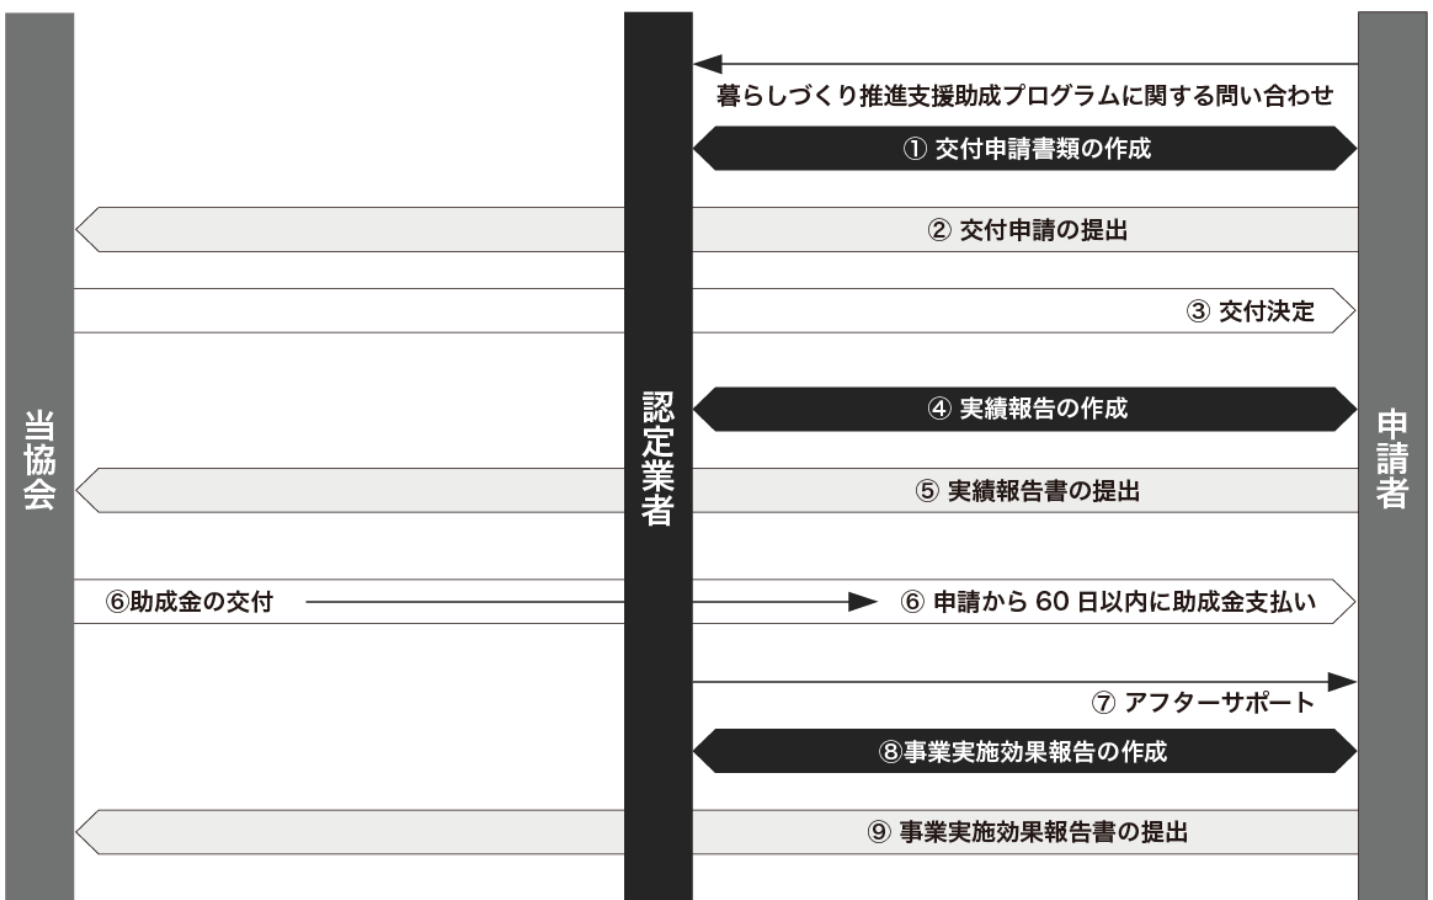 暮らしづくり推進支援助成プログラムに関する問い合わせ
① 交付申請書類の作成
② 交付申請の提出
③ 交付決定
当協会
認定業者
申請者
④ 実績報告の作成
⑤ 実績報告書の提出
⑥助成金の交付
⑥ 申請から 60 日以内に助成金支払い
⑦ アフターサポート
⑧事業実施効果報告の作成
⑨ 事業実施効果報告書の提出